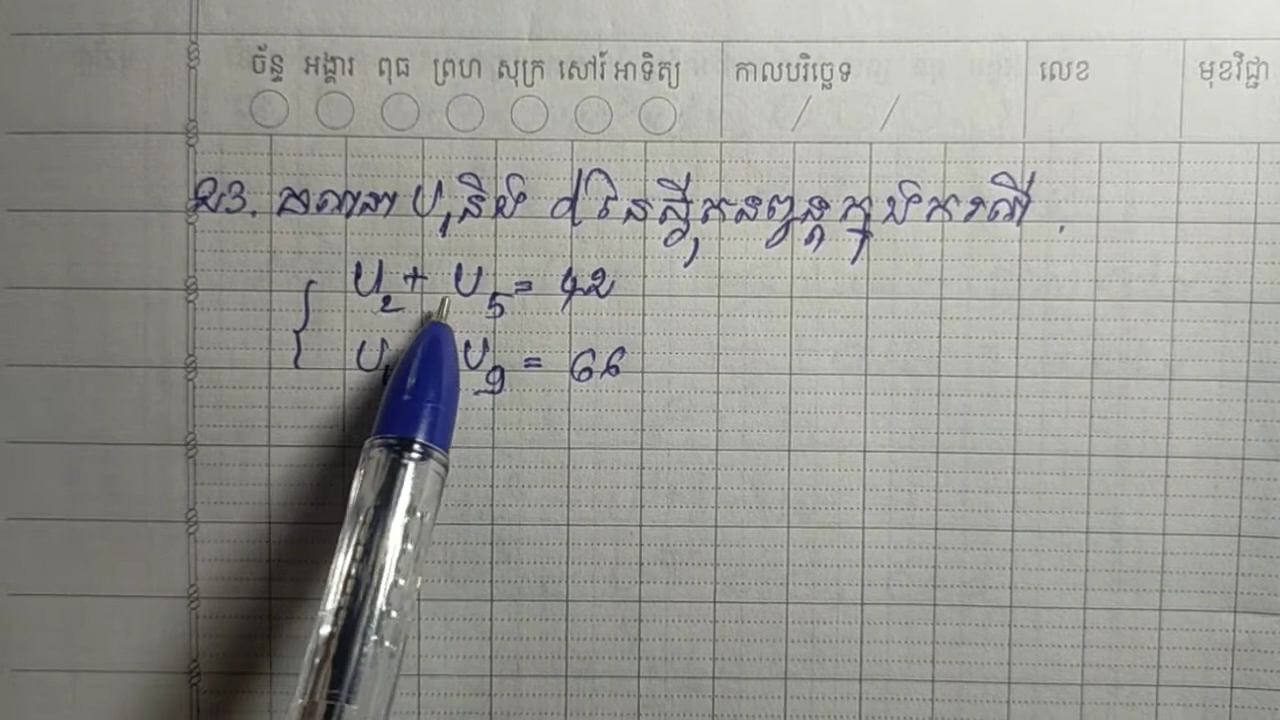 ច័ន្ទ អង្គារ ពុធ ព្រហ សុក្រ សៅរ៍ អាទិត្យ កាលបរិច្ឆេទ លេខ មុខវិជ្ជា
/ /
23. គណនា U₁ និង d នៃស្វ៊ីតនព្វន្តក្នុងករណី .
U₂ + U₅ = 42
U U₉ = 66